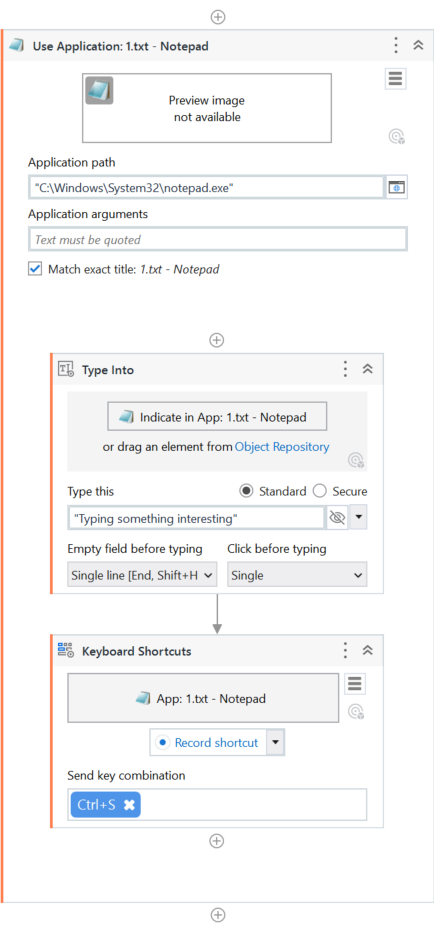 Use Application: 1.txt - Notepad
Preview image
not available
Application path
"C:\Windows\System32\notepad.exe"
Application arguments
Text must be quoted
Match exact title: 1.txt - Notepad
Type Into
Indicate in App: 1.txt - Notepad
or drag an element from Object Repository
Type this Standard Secure
"Typing something interesting"
Empty field before typing Click before typing
Single line [End, Shift+H Single
Keyboard Shortcuts
App: 1.txt - Notepad
Record shortcut
Send key combination
Ctrl+S